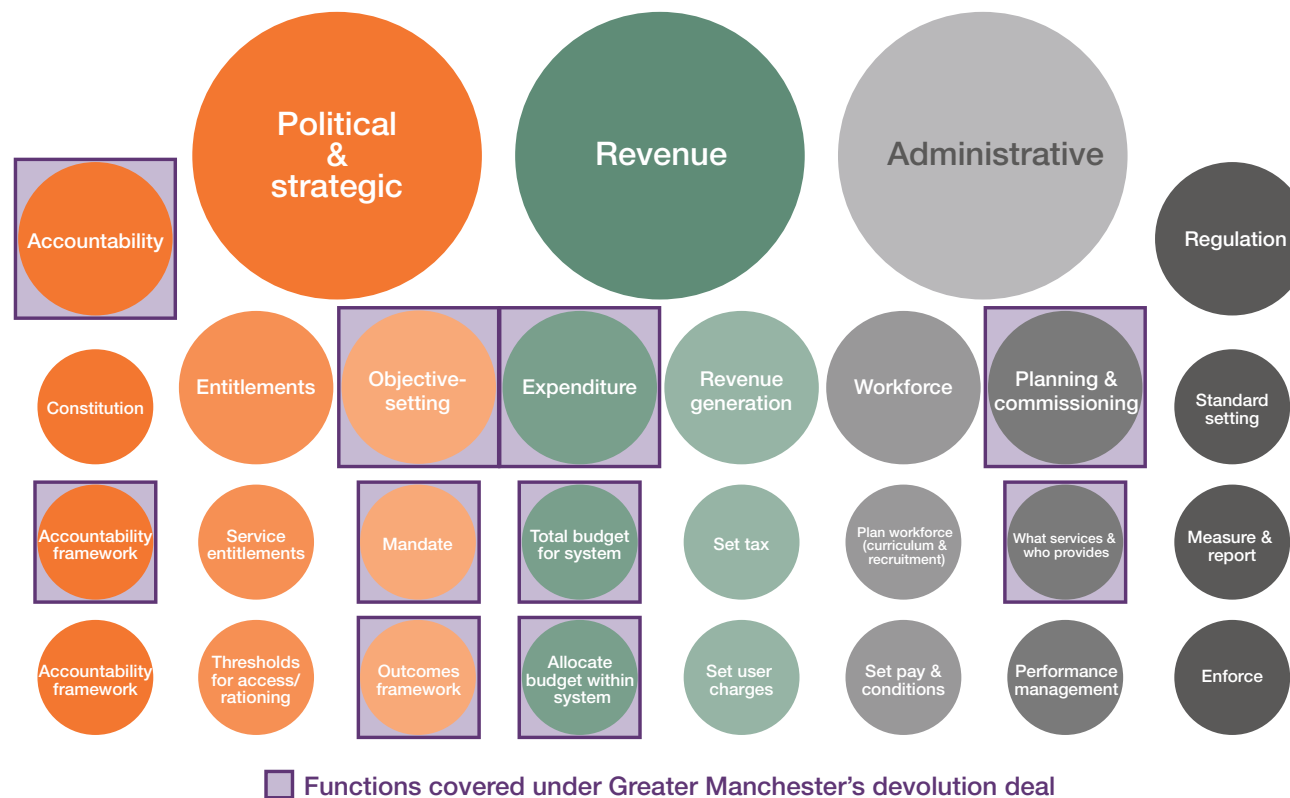 Political
&
strategic
Revenue
Administrative
Accountability
Regulation
Constitution
Entitlements
Objective-
setting
Expenditure
Revenue
generation
Workforce
Planning &
commissioning
Standard
setting
Accountability
framework
Service
entitlements
Mandate
Total budget
for system
Set tax
Plan workforce
(curriculum &
recruitment)
What services &
who provides
Measure &
report
Accountability
framework
Thresholds
for access/
rationing
Outcomes
framework
Allocate
budget within
system
Set user
charges
Set pay &
conditions
Performance
management
Enforce
Functions covered under Greater Manchester's devolution deal